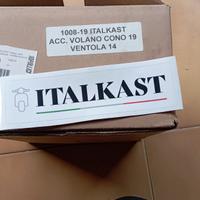 1008-19 ITALKAST
ACC. VOLANO CONO 19
VENTOLA 14
ITALKAST